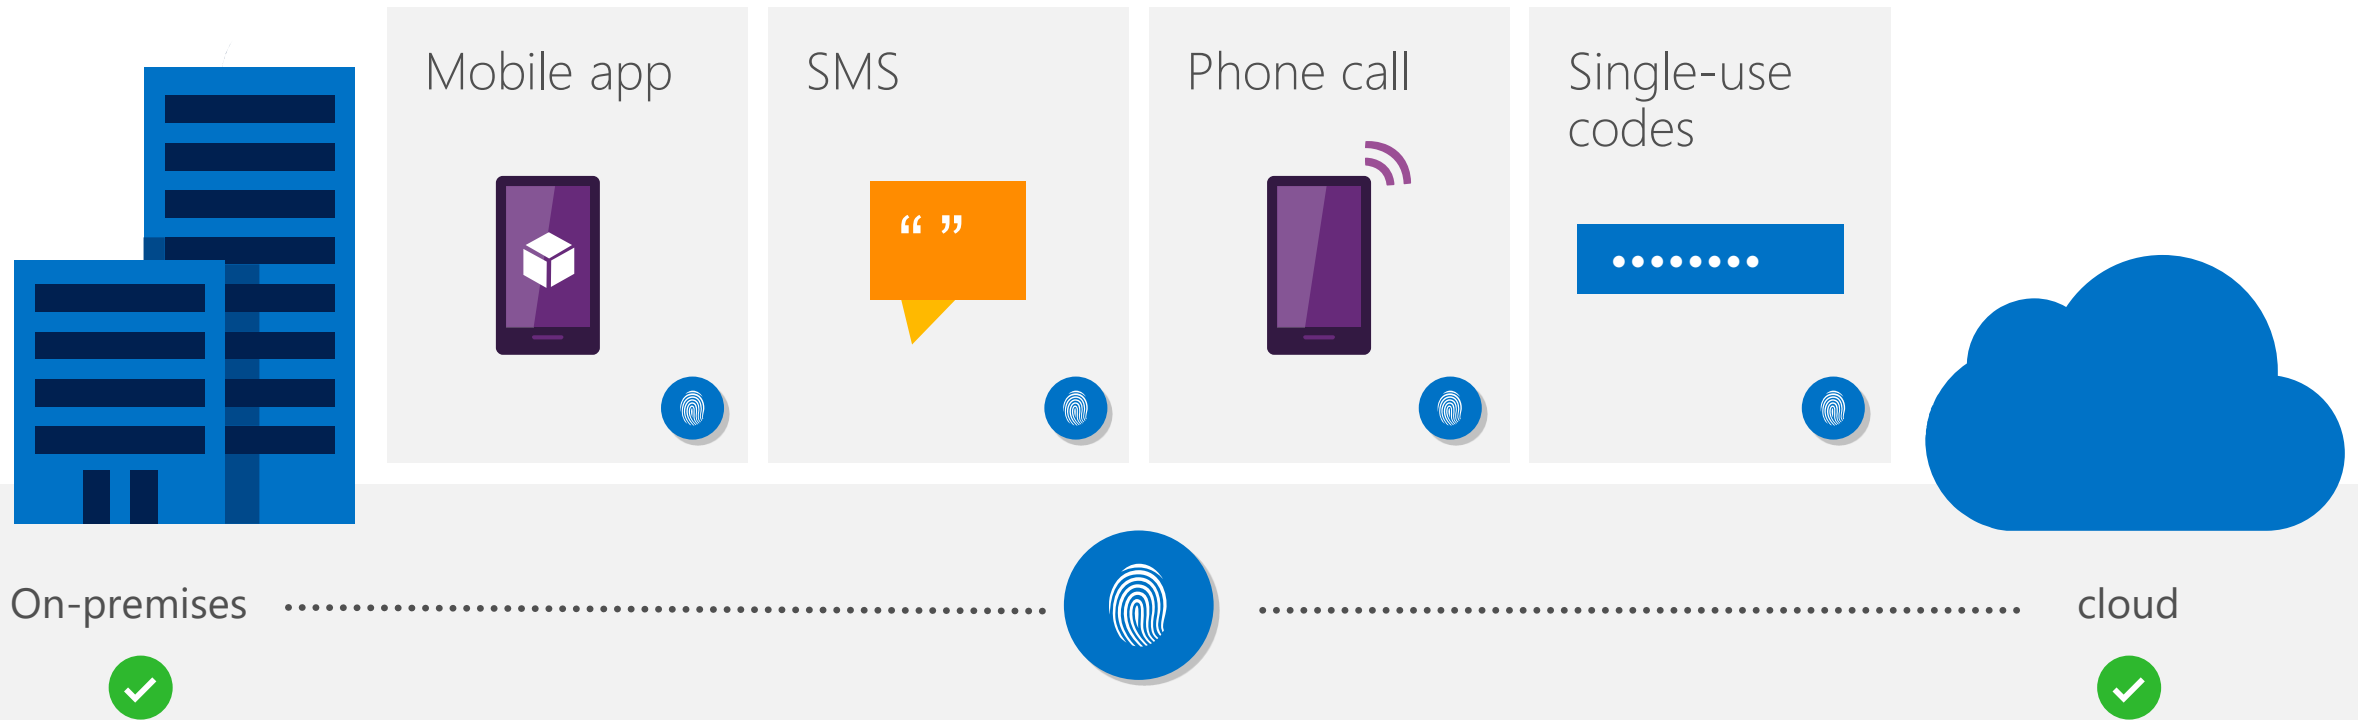 Mobile app
SMS
Phone call
Single-use
codes
“ ”
On-premises
cloud